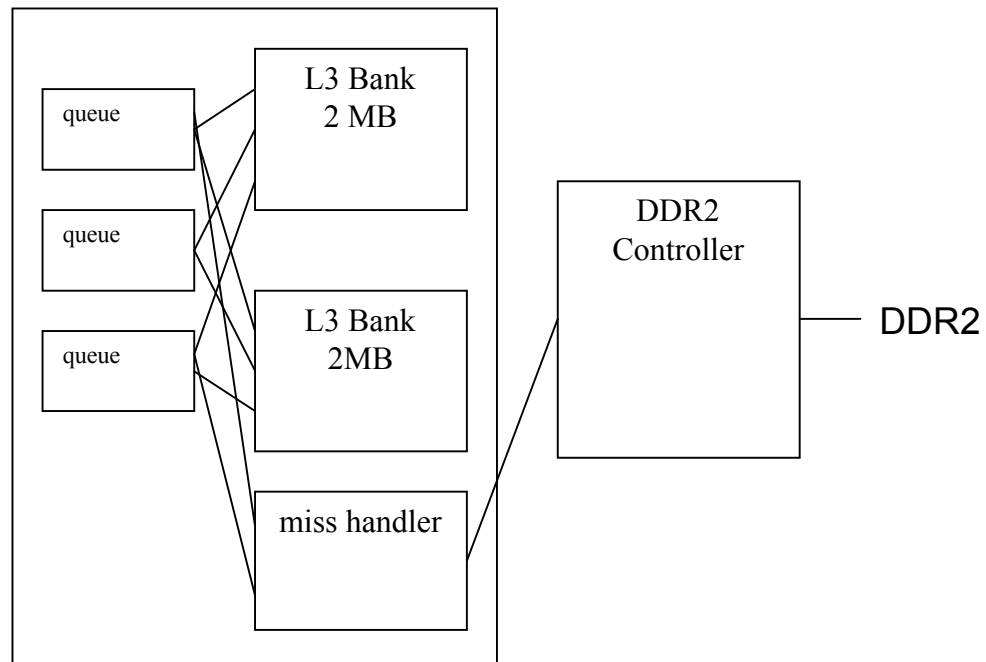 queue
L3 Bank
2 MB
queue
queue
L3 Bank
2MB
miss handler
DDR2
Controller
DDR2